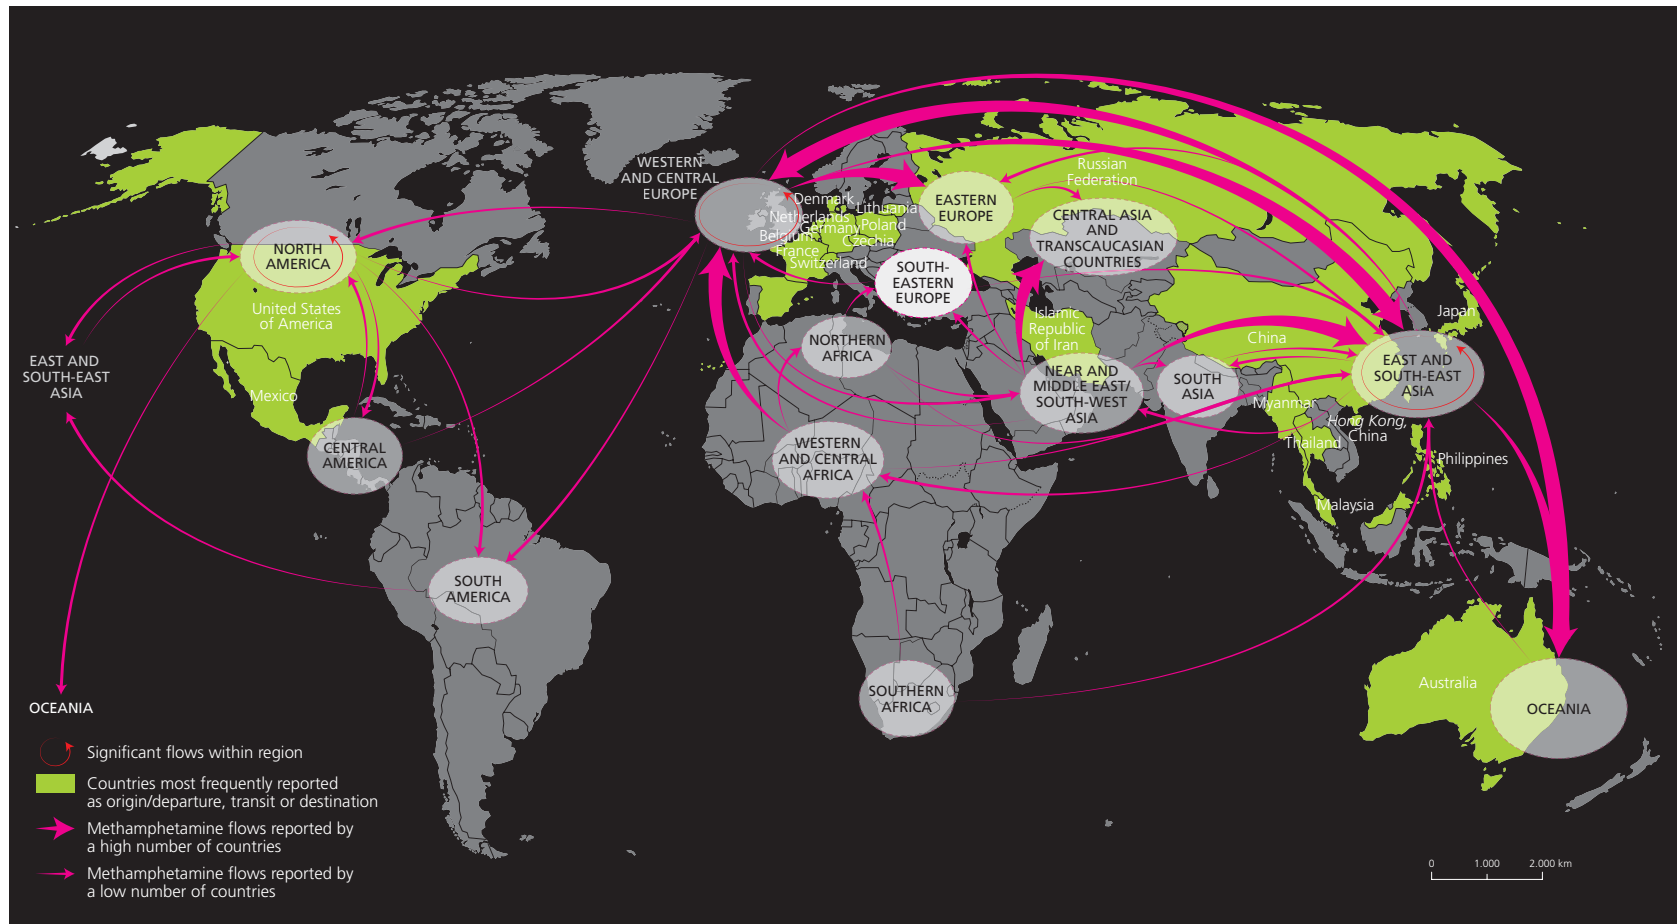 WESTERN
AND CENTRAL
EUROPE
Russian
Federation
Denmark
Lithuania
Netherlands
Germany
Poland
Belgium
Czechia
France
Switzerland
EASTERN
EUROPE
CENTRAL ASIA
AND
TRANSCAUCASIAN
COUNTRIES
NORTH
AMERICA
SOUTH-
EASTERN
EUROPE
United States
of America
Islamic
Republic
of Iran
Japan
China
NORTHERN
AFRICA
EAST AND
SOUTH-EAST
ASIA
EAST AND
SOUTH-EAST
ASIA
NEAR AND
MIDDLE EAST/
SOUTH-WEST
ASIA
SOUTH
ASIA
Mexico
Myanmar
Hong Kong,
China
Thailand
CENTRAL
AMERICA
WESTERN
AND CENTRAL
AFRICA
Philippines
Malaysia
SOUTH
AMERICA
SOUTHERN
AFRICA
Australia
OCEANIA
OCEANIA
Significant flows within region
Countries most frequently reported
as origin/departure, transit or destination
Methamphetamine flows reported by
a high number of countries
Methamphetamine flows reported by
a low number of countries
0 1.000 2.000 km